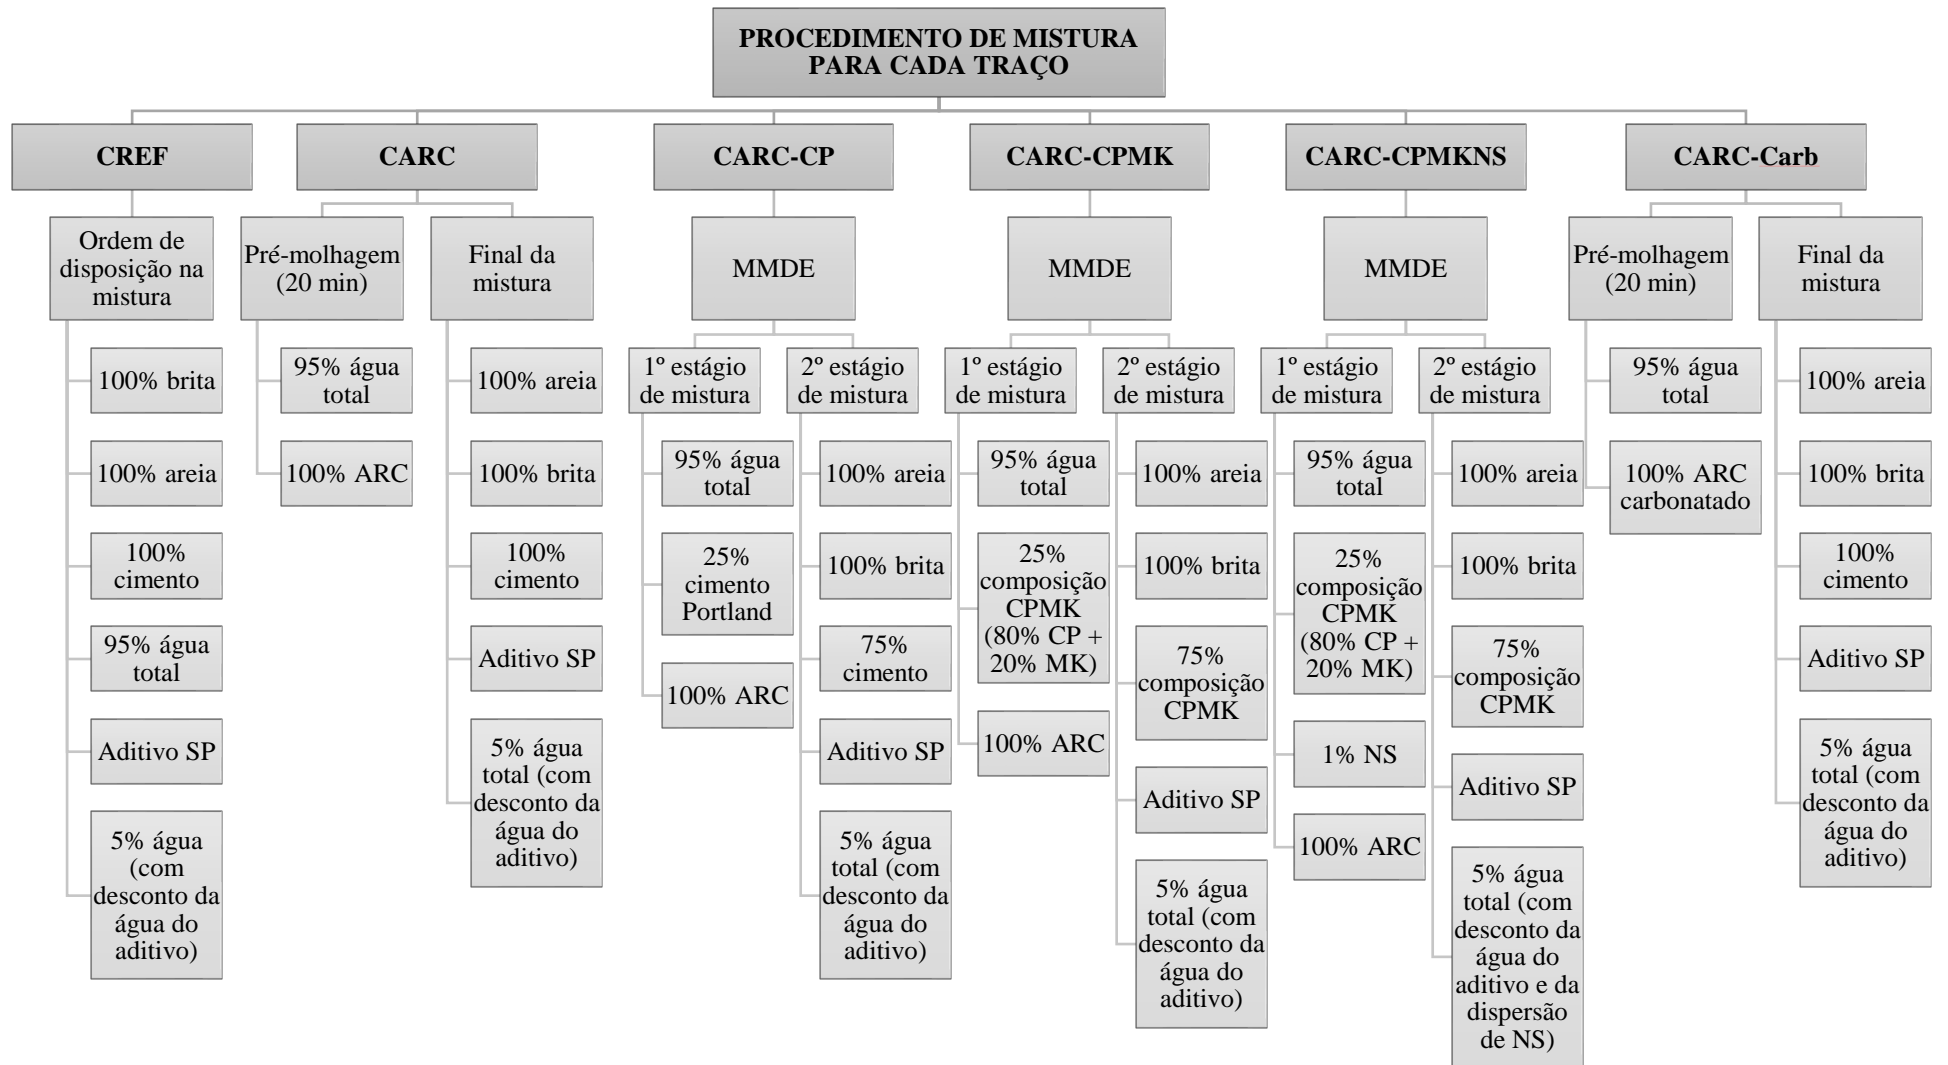 PROCEDIMENTO DE MISTURA
PARA CADA TRAÇO
CREF
Ordem de
disposição na
mistura
100% brita
100% areia
100%
cimento
95% água
total
Aditivo SP
5% água
(com
desconto da
água do
aditivo)
CARC
Pré-molhagem
(20 min)
95% água
total
100% ARC
Final da
mistura
100% areia
100% brita
100%
cimento
Aditivo SP
5% água
total (com
desconto da
água do
aditivo)
CARC-CP
MMDE
1º estágio
de mistura
95% água
total
25%
cimento
Portland
100% ARC
2º estágio
de mistura
100% areia
100% brita
75%
cimento
Aditivo SP
5% água
total (com
desconto da
água do
aditivo)
CARC-CPMK
MMDE
1º estágio
de mistura
95% água
total
25%
composição
CPMK
(80% CP +
20% MK)
100% ARC
2º estágio
de mistura
100% areia
100% brita
75%
composição
CPMK
Aditivo SP
5% água
total (com
desconto da
água do
aditivo)
CARC-CPMKNS
MMDE
1º estágio
de mistura
95% água
total
25%
composição
CPMK
(80% CP +
20% MK)
1% NS
100% ARC
2º estágio
de mistura
100% areia
100% brita
75%
composição
CPMK
Aditivo SP
5% água
total (com
desconto da
água do
aditivo e da
dispersão
de NS)
CARC-Carb
Pré-molhagem
(20 min)
95% água
total
100% ARC
carbonatado
Final da
mistura
100% areia
100% brita
100%
cimento
Aditivo SP
5% água
total (com
desconto da
água do
aditivo)